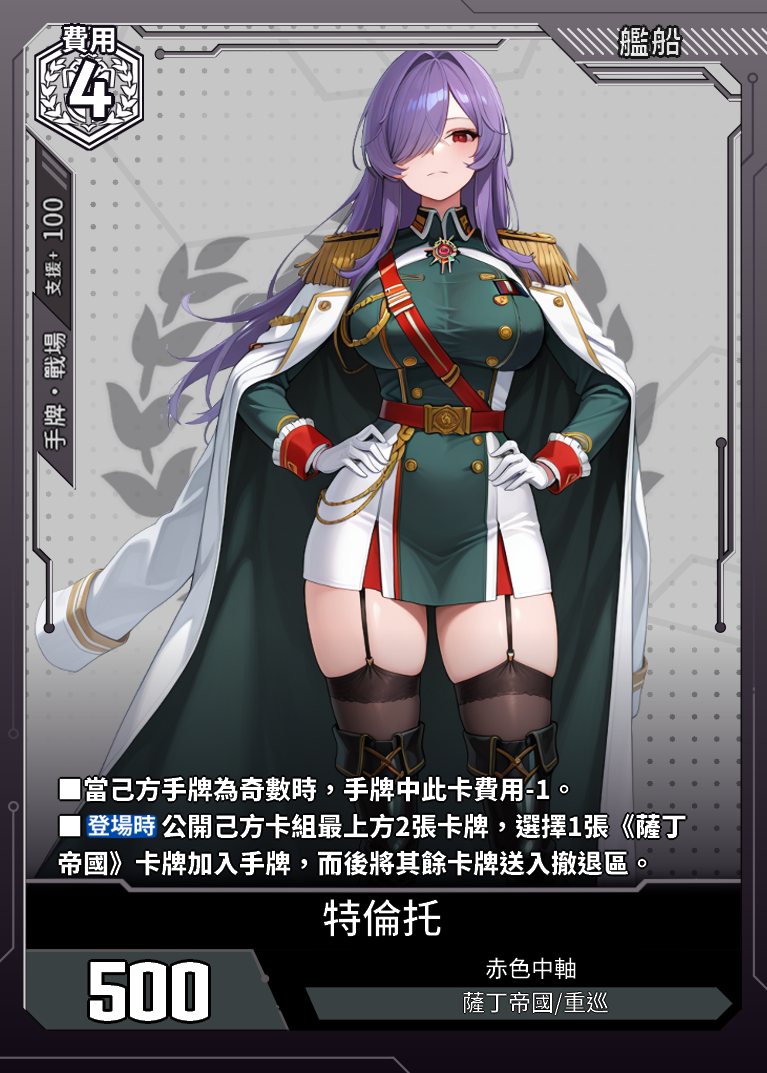 費用
4
艦船
支援+ 100
手牌・戰場
■當己方手牌為奇數時，手牌中此卡費用-1。
■登場時公開己方卡組最上方2張卡牌，選擇1張《薩丁
帝國》卡牌加入手牌，而後將其餘卡牌送入撤退區。
特倫托
500
赤色中軸
薩丁帝國/重巡